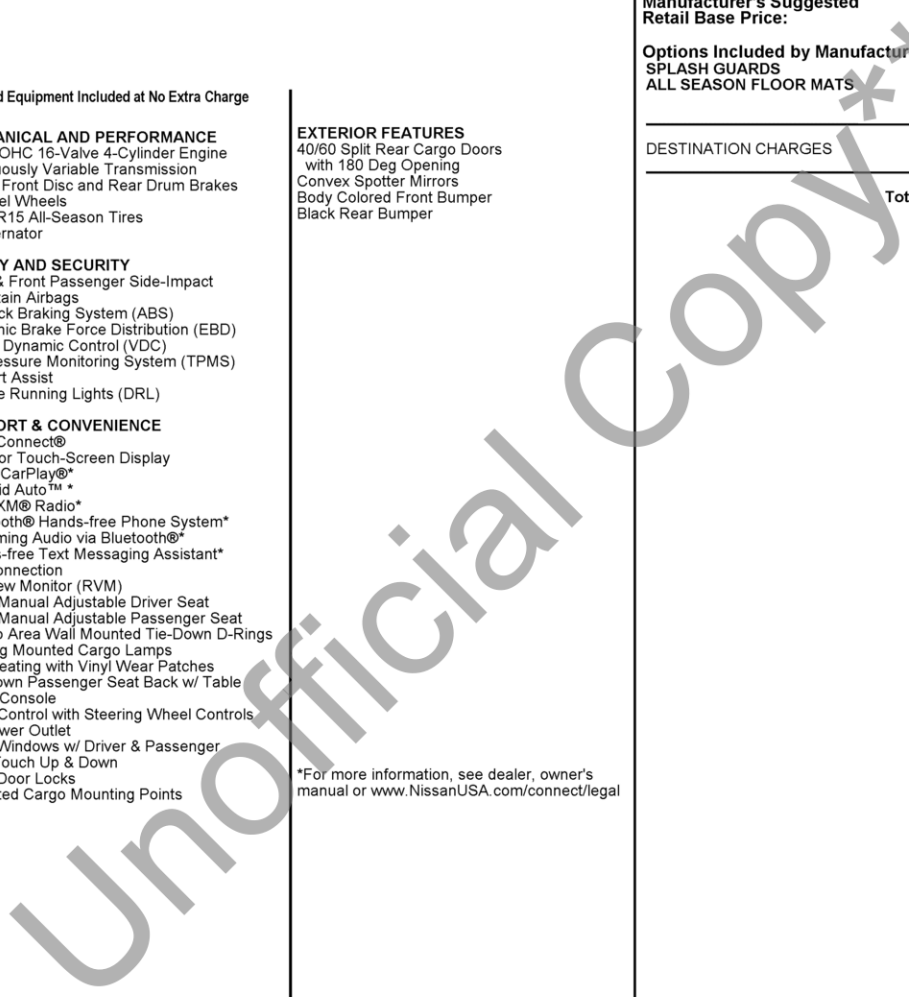 d Equipment Included at No Extra Charge
ANICAL AND PERFORMANCE
OHC 16-Valve 4-Cylinder Engine
uously Variable Transmission
Front Disc and Rear Drum Brakes
el Wheels
R15 All-Season Tires
ernator
Y AND SECURITY
& Front Passenger Side-Impact
tain Airbags
ck Braking System (ABS)
nic Brake Force Distribution (EBD)
Dynamic Control (VDC)
essure Monitoring System (TPMS)
rt Assist
e Running Lights (DRL)
ORT & CONVENIENCE
Connect®
or Touch-Screen Display
CarPlay®*
id Auto™ *
XM® Radio*
ooth® Hands-free Phone System*
ming Audio via Bluetooth®*
s-free Text Messaging Assistant*
onnection
ew Monitor (RVM)
Manual Adjustable Driver Seat
Manual Adjustable Passenger Seat
o Area Wall Mounted Tie-Down D-Rings
g Mounted Cargo Lamps
eating with Vinyl Wear Patches
own Passenger Seat Back w/ Table
Console
Control with Steering Wheel Controls
wer Outlet
Windows w/ Driver & Passenger
Touch Up & Down
Door Locks
ted Cargo Mounting Points
EXTERIOR FEATURES
40/60 Split Rear Cargo Doors
with 180 Deg Opening
Convex Spotter Mirrors
Body Colored Front Bumper
Black Rear Bumper
*For more information, see dealer, owner's
manual or www.NissanUSA.com/connect/legal
Manufacturer's Suggested
Retail Base Price:
Options Included by Manufactur
SPLASH GUARDS
ALL SEASON FLOOR MATS
DESTINATION CHARGES
Tot
Unofficial Copy**